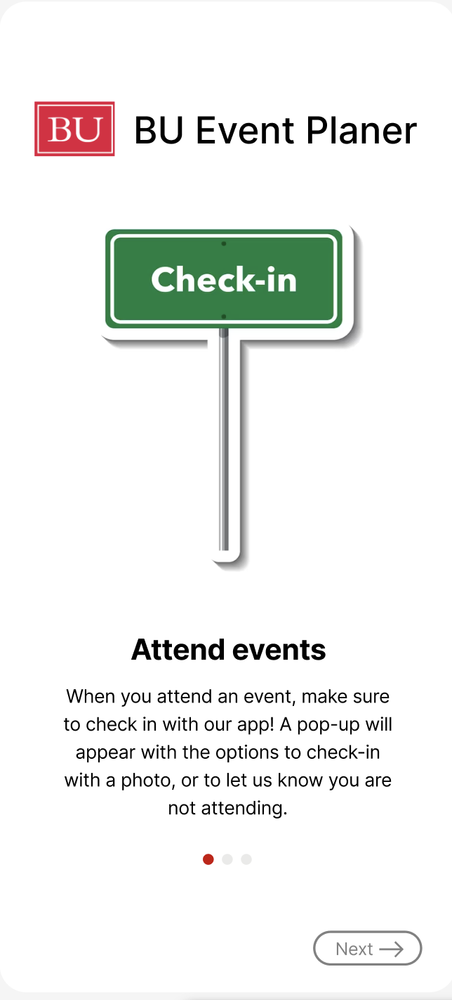 BU
BU Event Planer
Check-in
Attend events
When you attend an event, make sure
to check in with our app! A pop-up will
appear with the options to check-in
with a photo, or to let us know you are
not attending.
Next